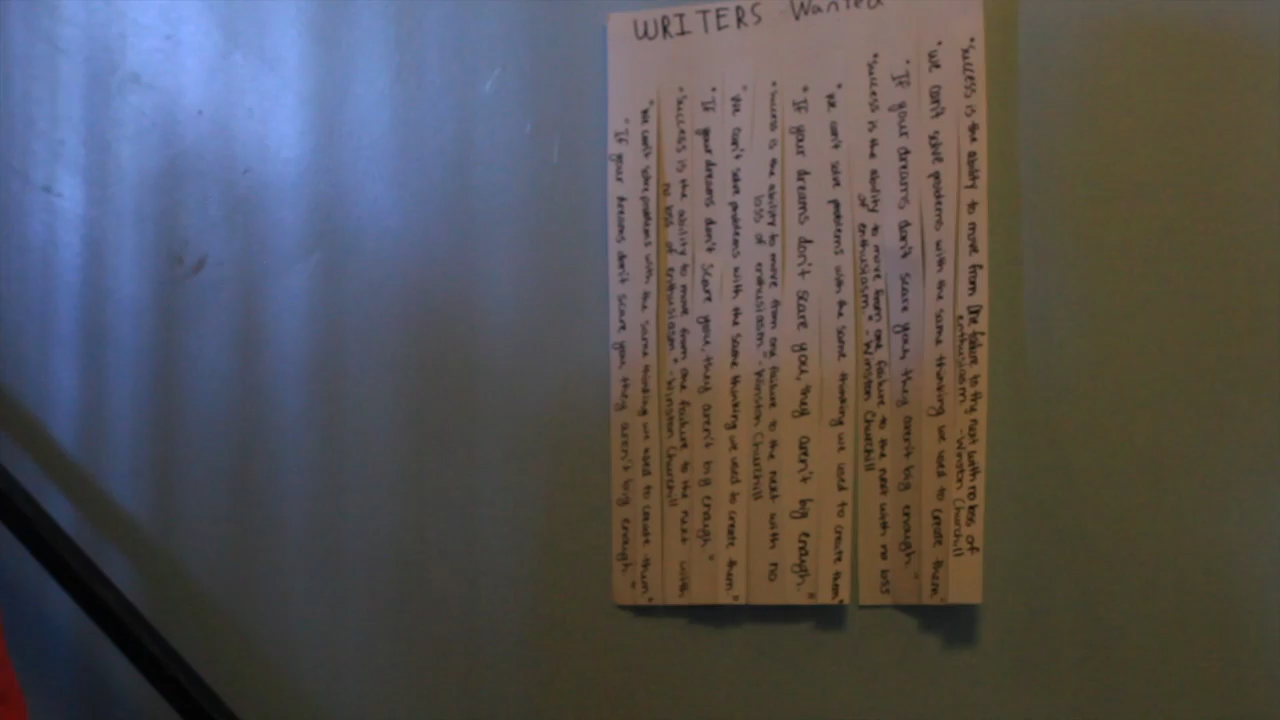 WRITERS Wanted
"Success is the ability to move from One failure to the next with no loss of
enthusiasm" -Winston Churchill
"We can't solve problems with the same thinking we used to create them"
"If your dreams don't scare you, they aren't big enough."
"Success is the ability to move from one failure to the next with no loss
of enthusiasm" -Winston Churchill
"We can't solve problems with the same thinking we used to create them"
"If your dreams don't scare you, they aren't big enough."
"Success is the ability to move from one failure to the next with no
loss of enthusiasm" -Winston Churchill
"We can't solve problems with the same thinking we used to create them"
"If your dreams don't scare you, they aren't big enough"
"Success is the ability to move from one failure to the next with
no loss of enthusiasm" -Winston Churchill
"We can't solve problems with the same thinking we used to create them"
"If your dreams don't scare you, they aren't big enough."